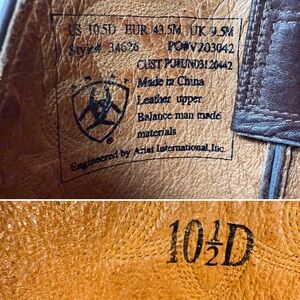 US 10.5D EUR 43.5M UK 9.5M
Style# 34626 PO#V203042
CUST PO#UN03120442
Made in China
Leather upper
Balance man made
materials
Engineered by Ariat International, Inc.
10½D